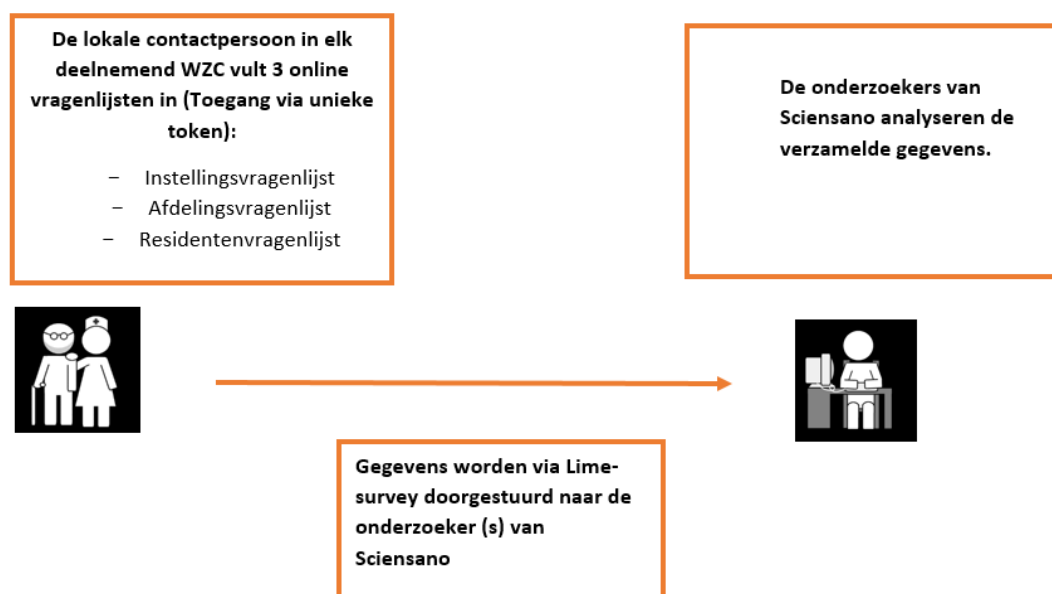 De lokale contactpersoon in elk
deelnemend WZC vult 3 online
vragenlijsten in (Toegang via unieke
token):
– Instellingsvragenlijst
– Afdelingsvragenlijst
– Residentenvragenlijst
De onderzoekers van
Sciensano analyseren de
verzamelde gegevens.
Gegevens worden via Lime-
survey doorgestuurd naar de
onderzoeker (s) van
Sciensano